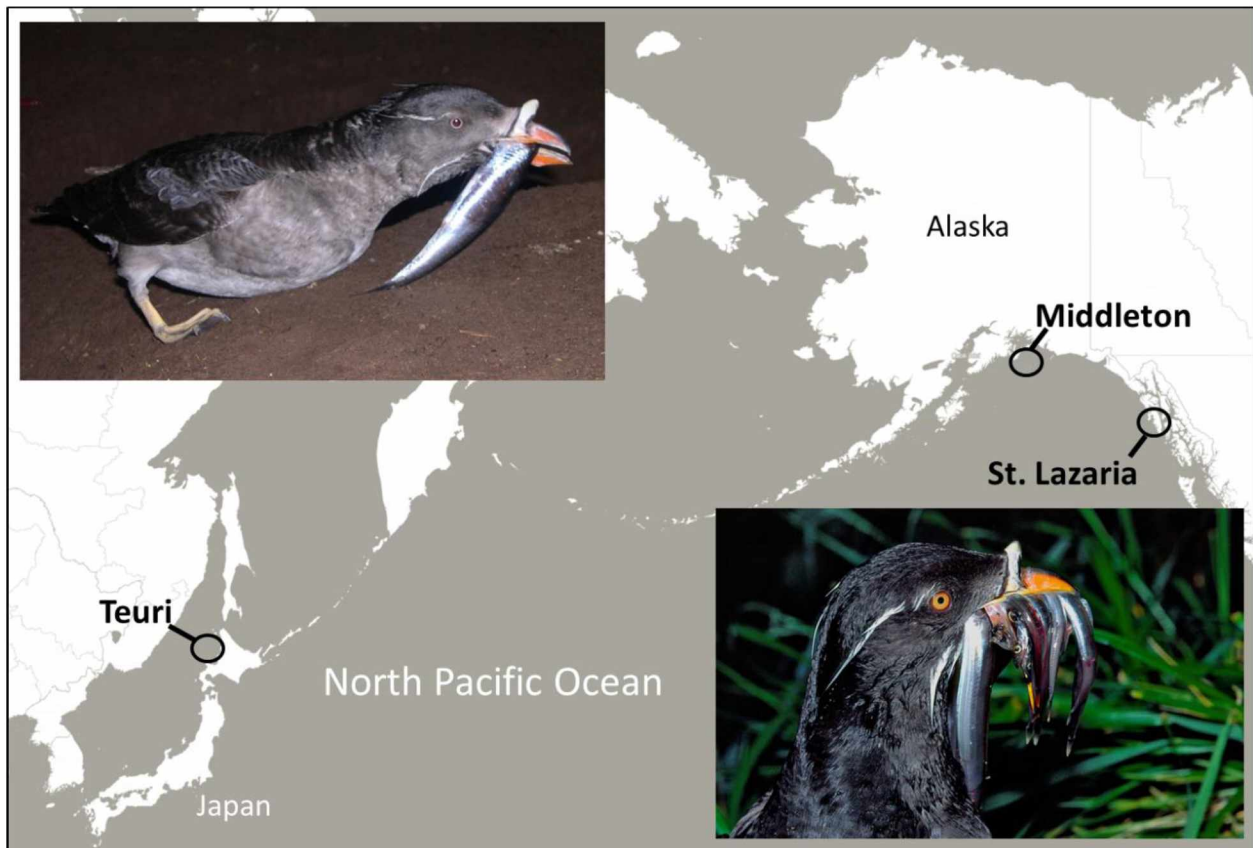 Alaska
Middleton
St. Lazaria
Teuri
North Pacific Ocean
Japan